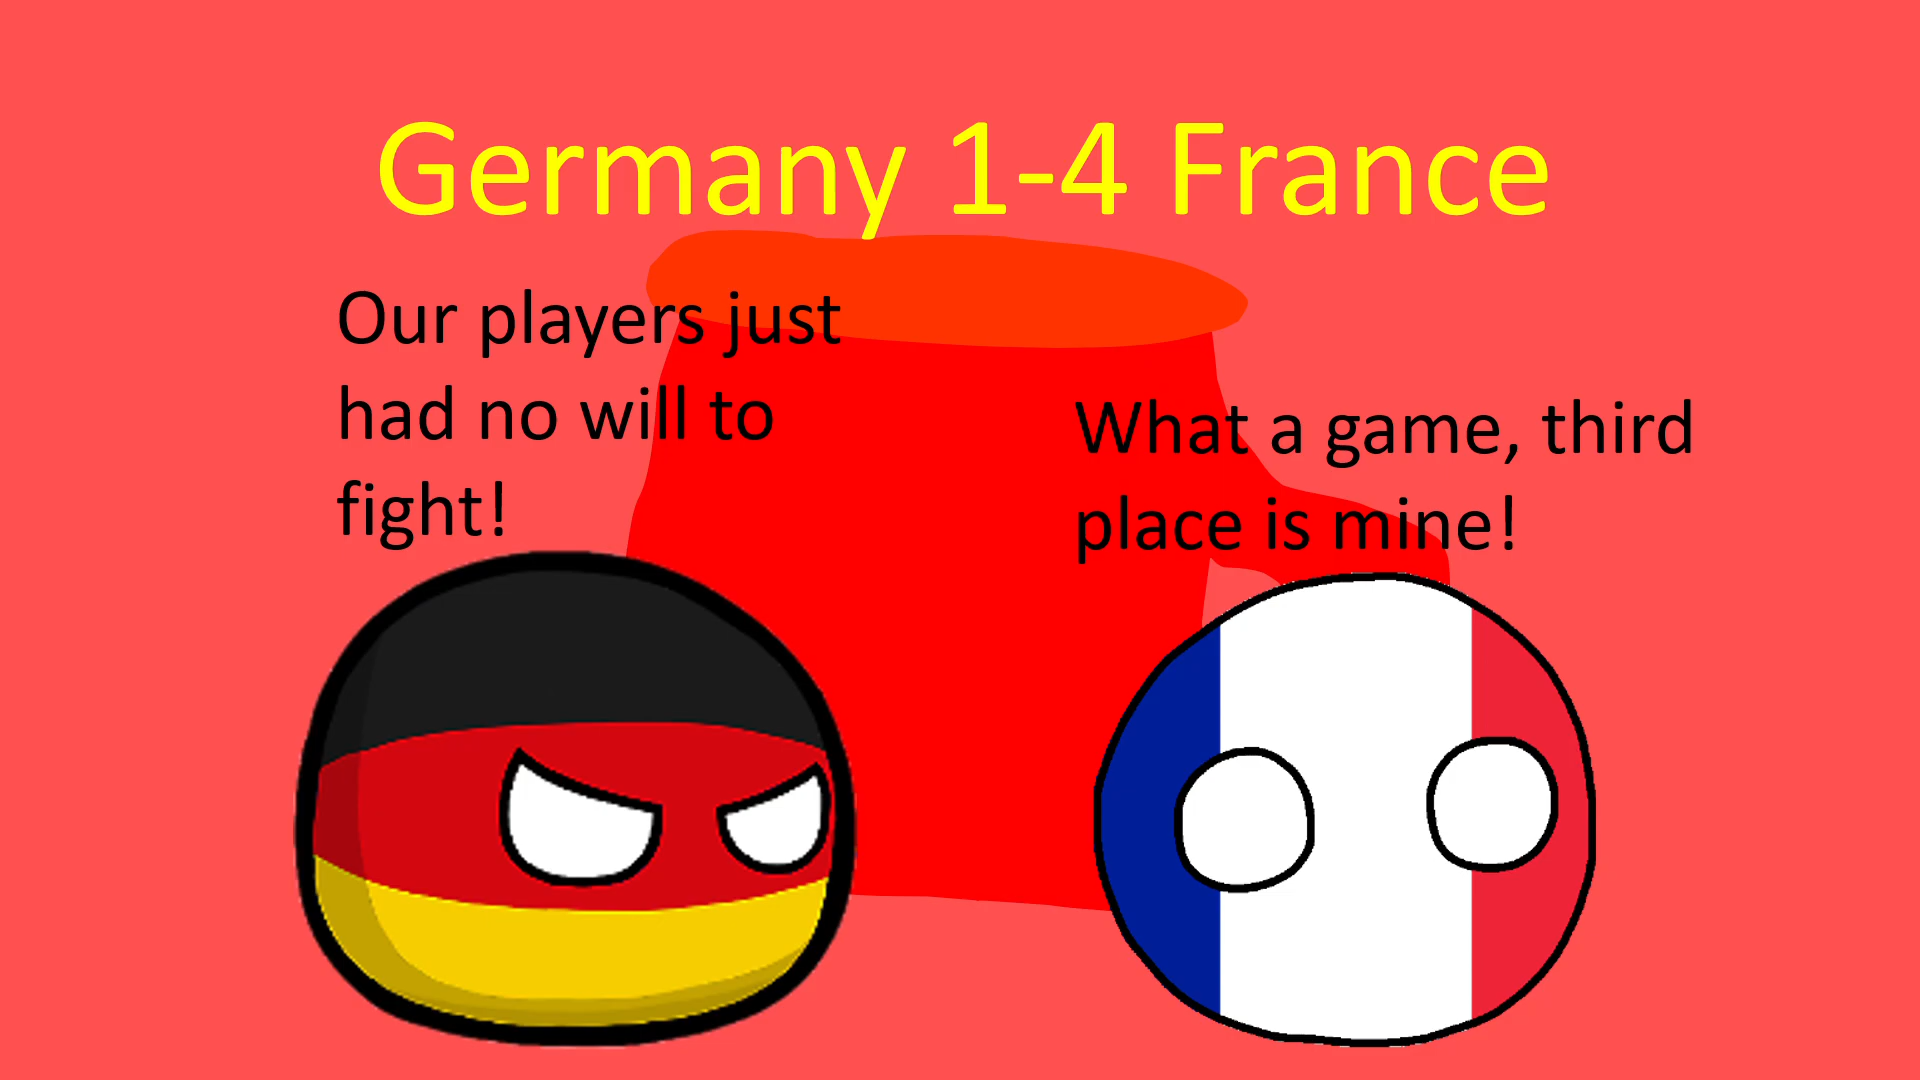 Germany 1-4 France
Our players just
had no will to
fight!
What a game, third
place is mine!